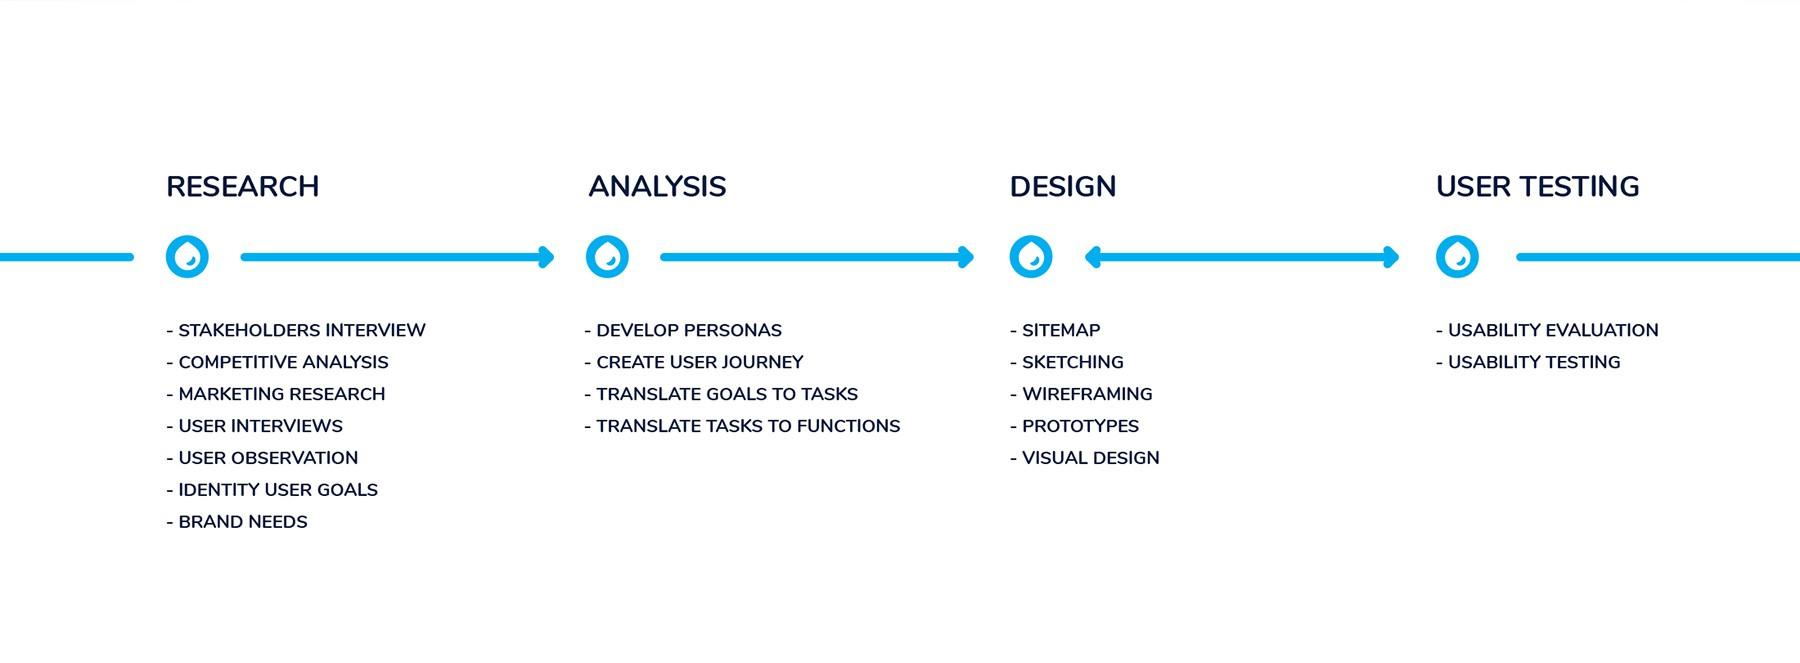 RESEARCH
- STAKEHOLDERS INTERVIEW
- COMPETITIVE ANALYSIS
- MARKETING RESEARCH
- USER INTERVIEWS
- USER OBSERVATION
- IDENTITY USER GOALS
- BRAND NEEDS
ANALYSIS
- DEVELOP PERSONAS
- CREATE USER JOURNEY
- TRANSLATE GOALS TO TASKS
- TRANSLATE TASKS TO FUNCTIONS
DESIGN
- SITEMAP
- SKETCHING
- WIREFRAMING
- PROTOTYPES
- VISUAL DESIGN
USER TESTING
- USABILITY EVALUATION
- USABILITY TESTING